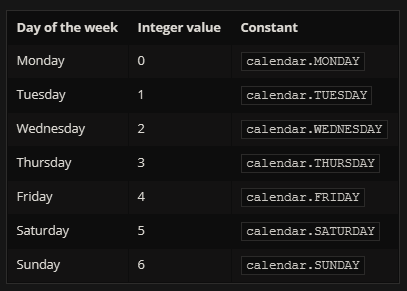 Day of the week Integer value Constant
Monday 0 calendar.MONDAY
Tuesday 1 calendar.TUESDAY
Wednesday 2 calendar.WEDNESDAY
Thursday 3 calendar.THURSDAY
Friday 4 calendar.FRIDAY
Saturday 5 calendar.SATURDAY
Sunday 6 calendar.SUNDAY